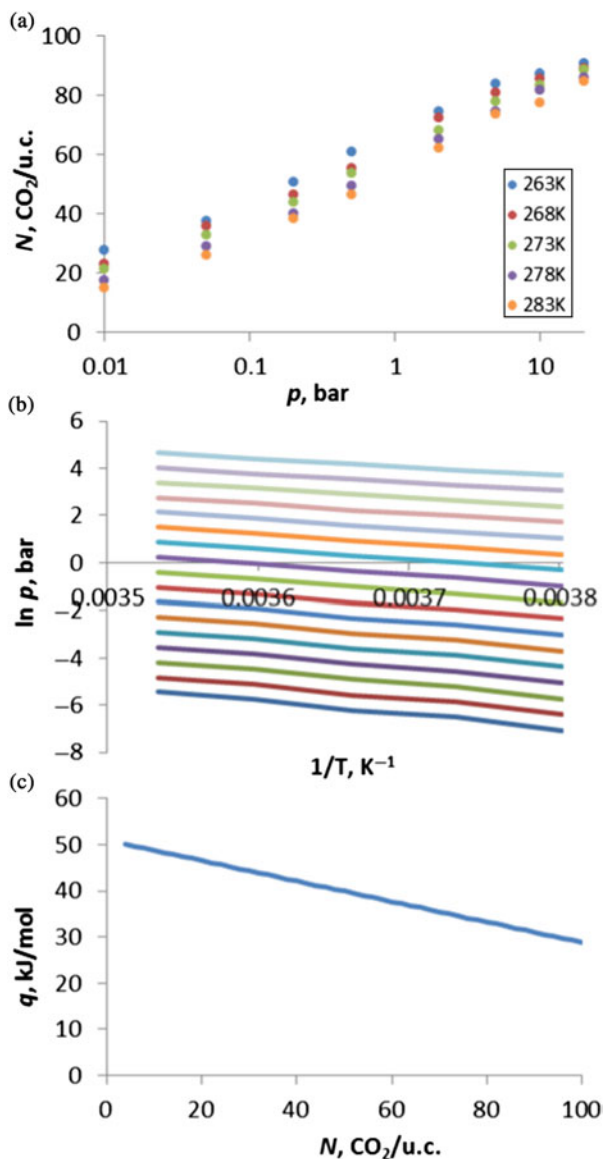 (a)
100
80
60
40
20
0
N, CO₂/u.c.
263K
268K
273K
278K
283K
0.01
0.1
1
10
p, bar
(b)
6
4
2
0
−2
−4
−6
−8
ln p, bar
0.0035
0.0036
0.0037
0.0038
1/T, K⁻¹
(c)
60
50
40
30
20
10
0
q, kJ/mol
0
20
40
60
80
100
N, CO₂/u.c.